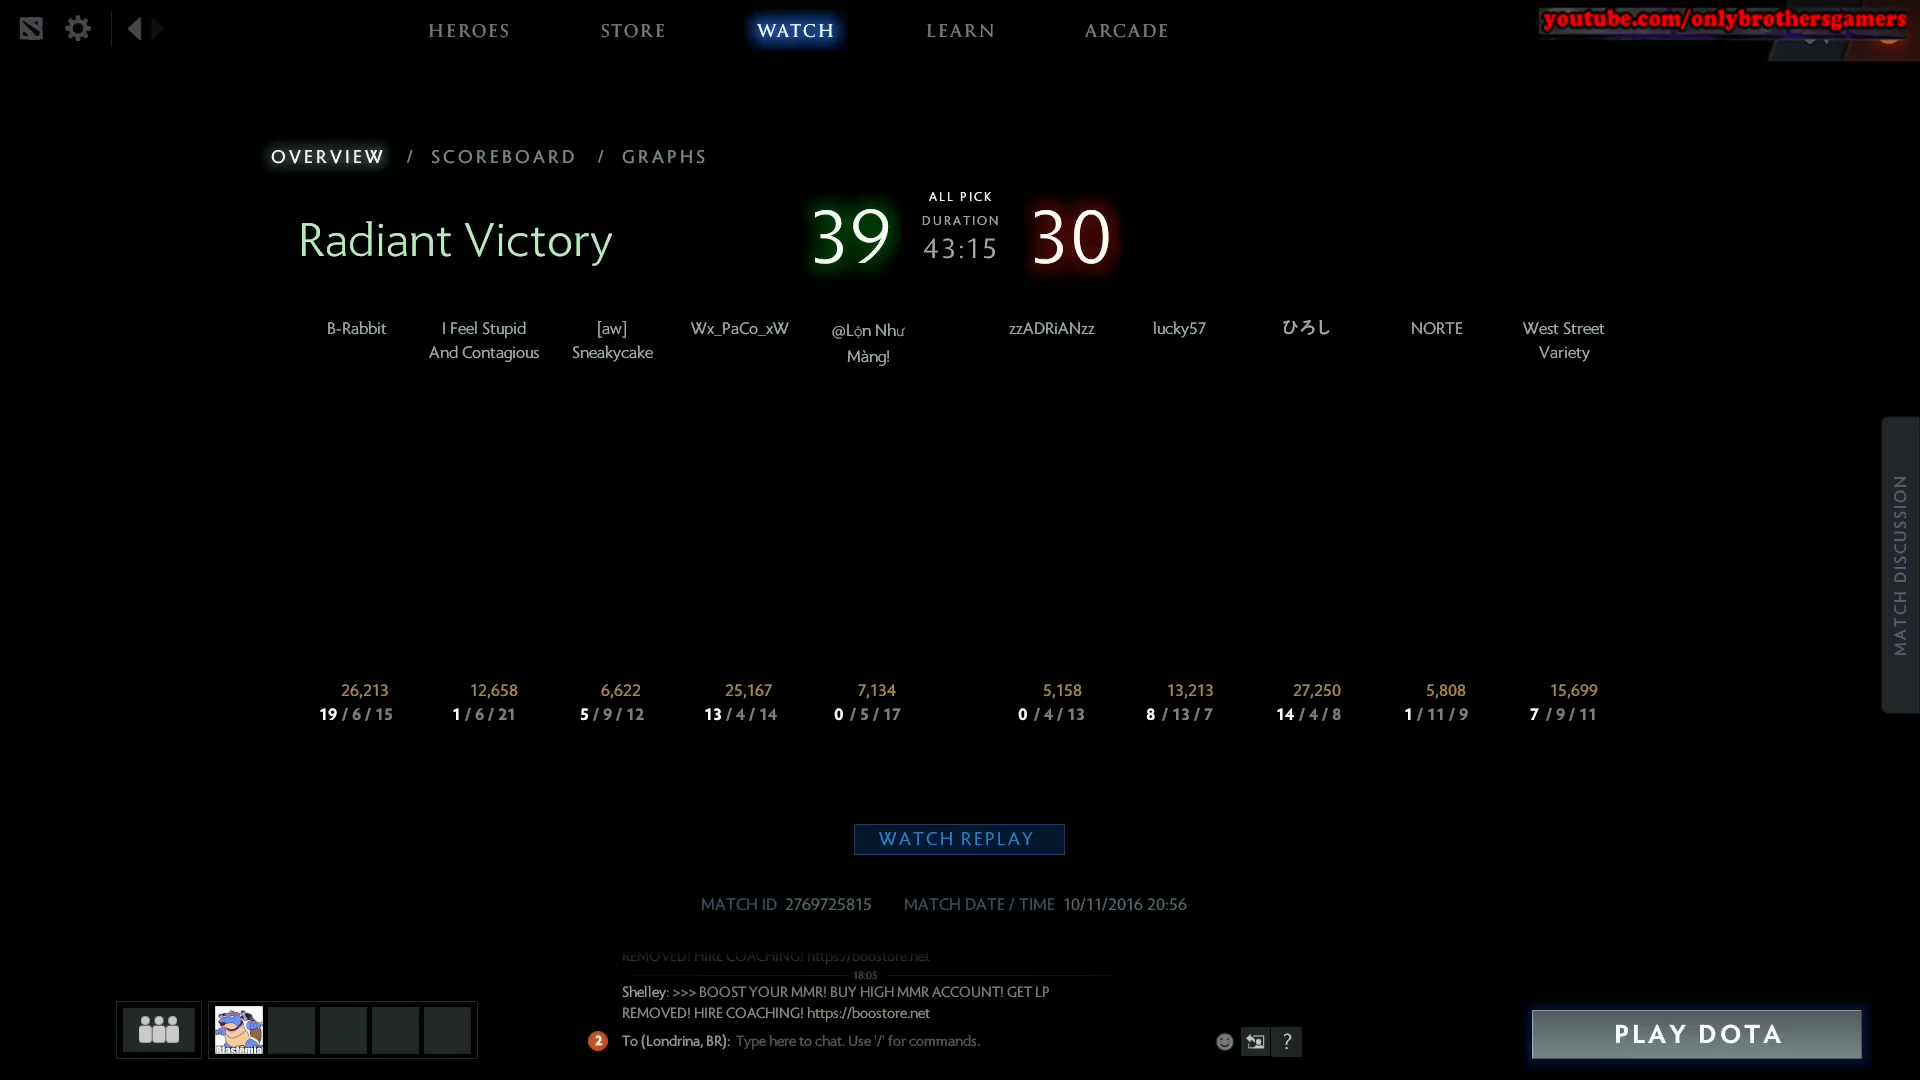 HEROES
STORE
WATCH
LEARN
ARCADE
youtube.com/onlybrothersgamers
OVERVIEW / SCOREBOARD / GRAPHS
Radiant Victory
39
ALL PICK
DURATION
43:15
30
B-Rabbit
I Feel Stupid
And Contagious
[aw]
Sneakycake
Wx_PaCo_xW
@Lộn Như
Màng!
zzADRiANzz
lucky57
ひろし
NORTE
West Street
Variety
MATCH DISCUSSION
26,213
19 / 6 / 15
12,658
1 / 6 / 21
6,622
5 / 9 / 12
25,167
13 / 4 / 14
7,134
0 / 5 / 17
5,158
0 / 4 / 13
13,213
8 / 13 / 7
27,250
14 / 4 / 8
5,808
1 / 11 / 9
15,699
7 / 9 / 11
WATCH REPLAY
MATCH ID 2769725815 MATCH DATE / TIME 10/11/2016 20:56
REMOVED! HIRE COACHING! https://boostore.net
18:05
Shelley: >>> BOOST YOUR MMR! BUY HIGH MMR ACCOUNT! GET LP
REMOVED! HIRE COACHING! https://boostore.net
2 To (Londrina, BR): Type here to chat. Use '/' for commands.
?
Blastêmia
PLAY DOTA